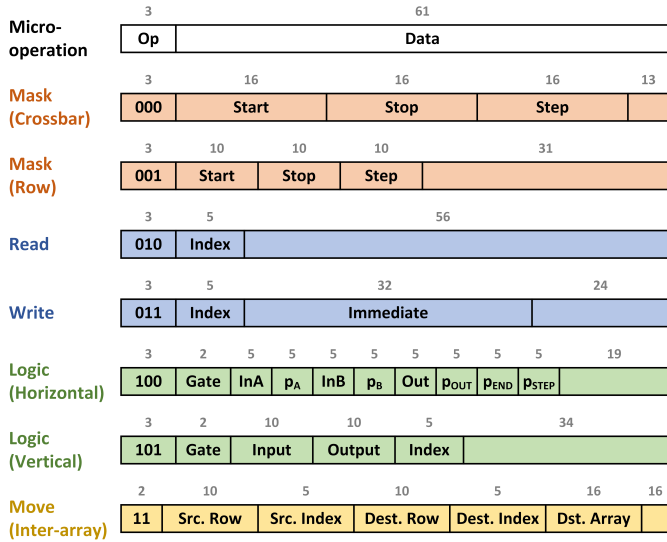 3 61
Micro-
operation
Op Data
3 16 16 16 13
Mask
(Crossbar)
000 Start Stop Step
3 10 10 10 31
Mask
(Row)
001 Start Stop Step
3 5 56
Read 010 Index
3 5 32 24
Write 011 Index Immediate
3 2 5 5 5 5 5 5 5 5 19
Logic
(Horizontal)
100 Gate InA pA InB pB Out pOUT pEND pSTEP
3 2 10 10 5 34
Logic
(Vertical)
101 Gate Input Output Index
2 10 5 10 5 16 16
Move
(Inter-array)
11 Src. Row Src. Index Dest. Row Dest. Index Dst. Array